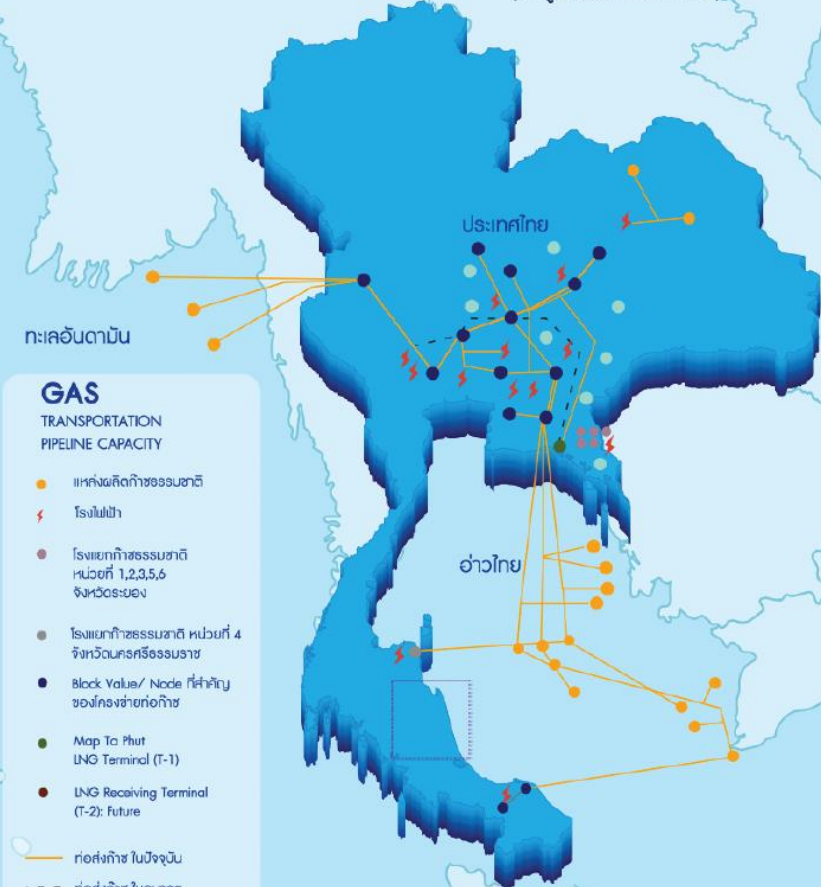 ประเทศไทย
ทะเลอันดามัน
อ่าวไทย
GAS
TRANSPORTATION
PIPELINE CAPACITY
แหล่งผลิตก๊าซธรรมชาติ
โรงไฟฟ้า
โรงแยกก๊าซธรรมชาติ
หน่วยที่ 1,2,3,5,6
จังหวัดระยอง
โรงแยกก๊าซธรรมชาติ หน่วยที่ 4
จังหวัดนครศรีธรรมราช
Block Value/ Node ที่สำคัญ
ของโครงข่ายท่อก๊าซ
Map Ta Phut
LNG Terminal (T-1)
LNG Receiving Terminal
(T-2): Future
ท่อส่งก๊าซ ในปัจจุบัน